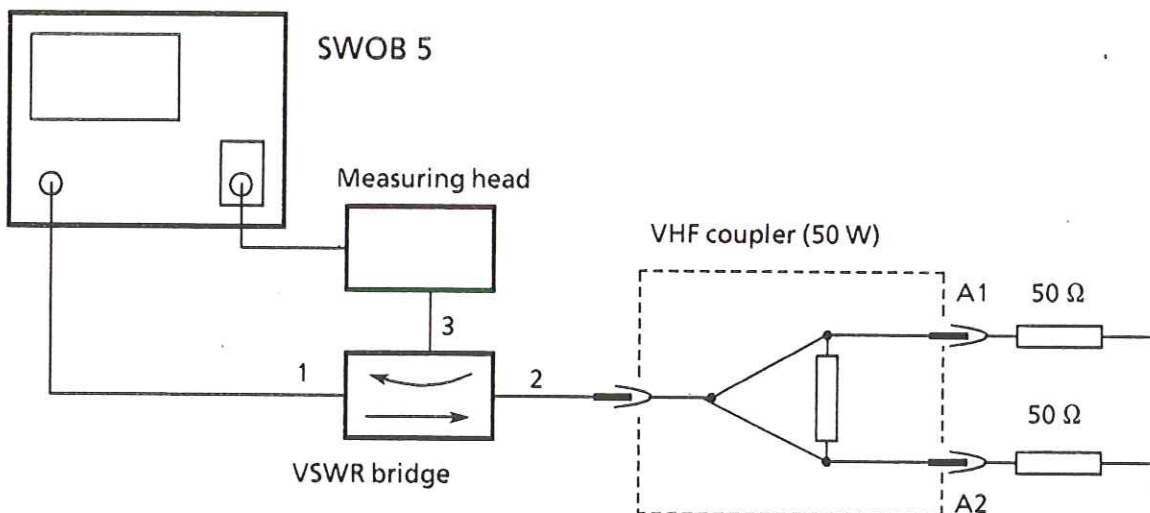 SWOB 5
Measuring head
VHF coupler (50 W)
A1
50 Ω
3
1
2
50 Ω
VSWR bridge
A2